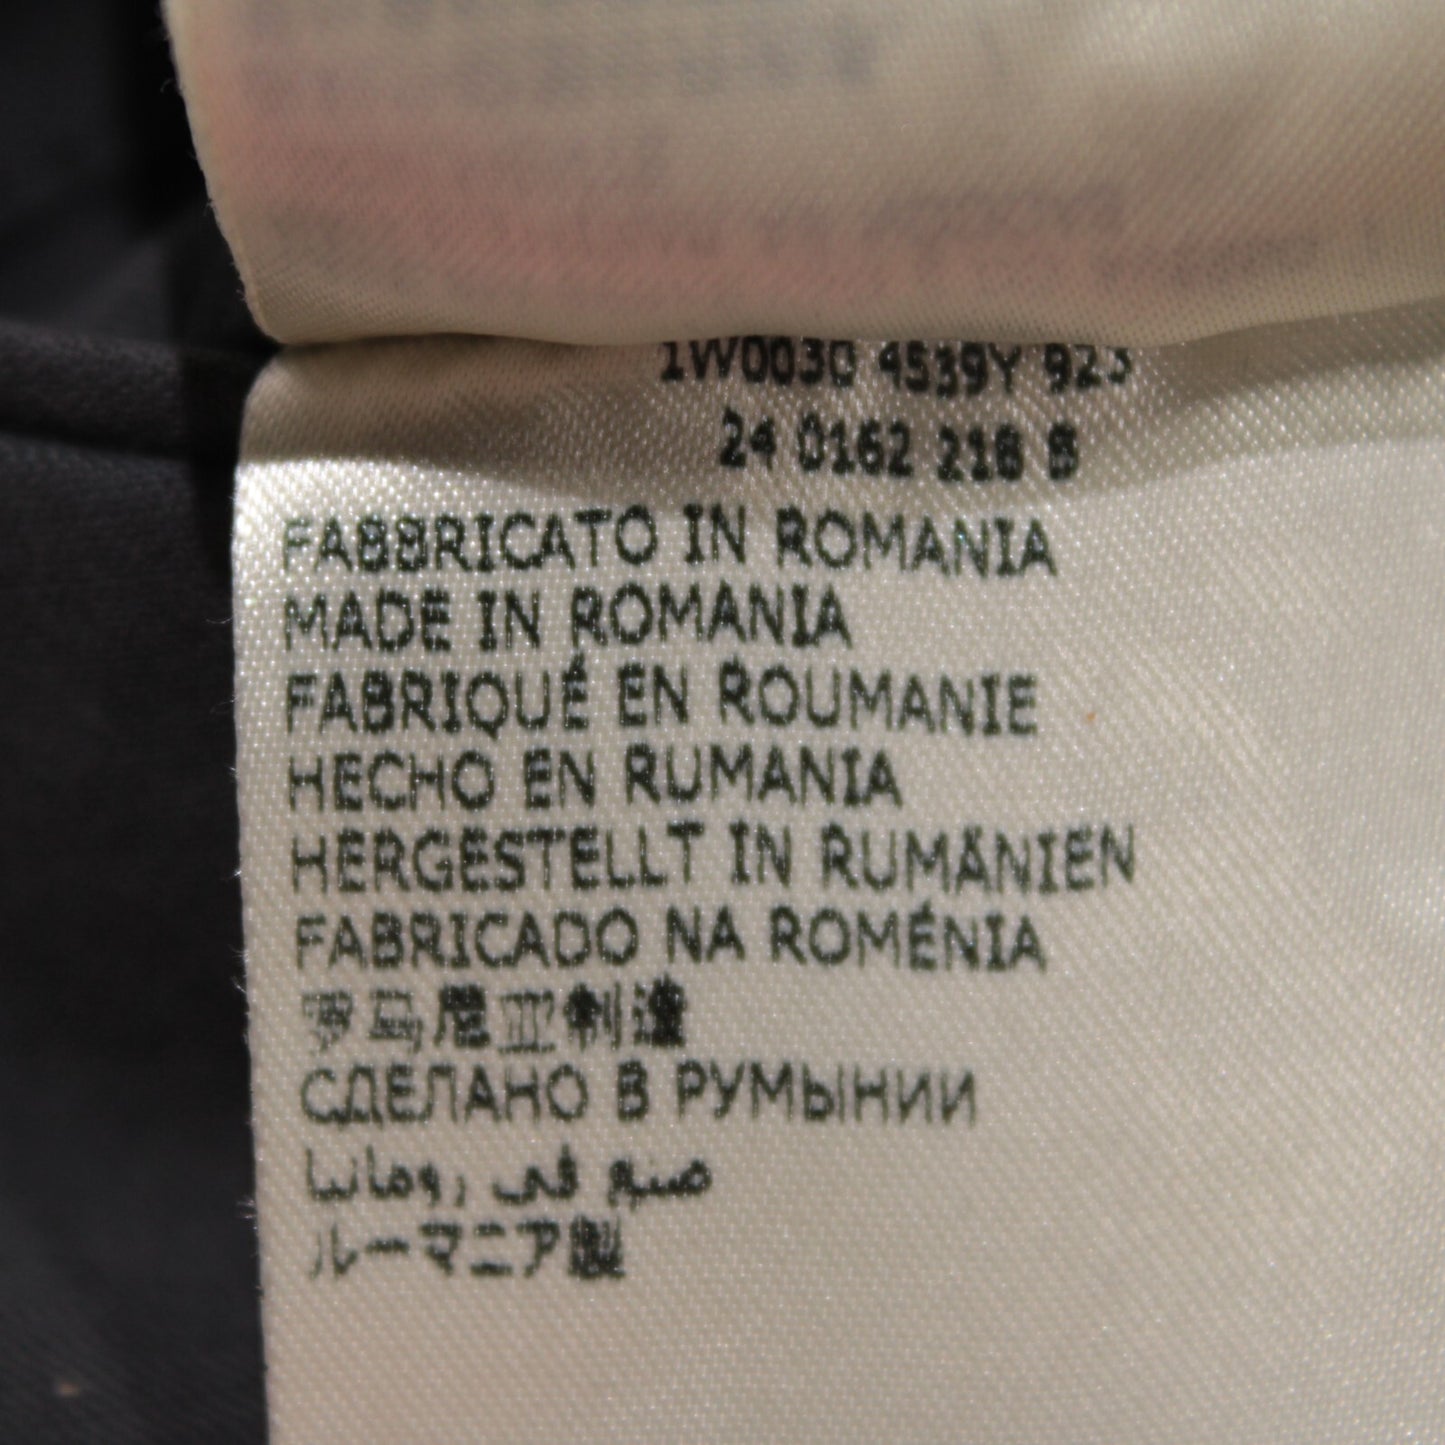 1W0030 4539Y 923
24 0162 218 B
FABBRICATO IN ROMANIA
MADE IN ROMANIA
FABRIQUÉ EN ROUMANIE
HECHO EN RUMANIA
HERGESTELLT IN RUMÄNIEN
FABRICADO NA ROMÉNIA
罗马尼亚制造
СДЕЛАНО В РУМЫНИИ
صنع في رومانيا
ルーマニア製